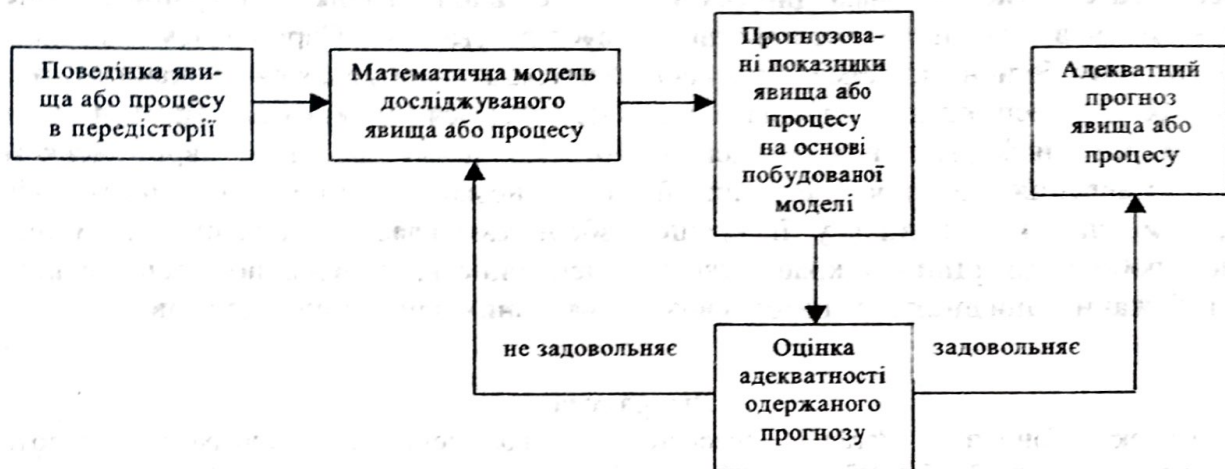 Поведінка яви-
ща або процесу
в передісторії
Математична модель
досліджуваного
явища або процесу
Прогнозова-
ні показники
явища або
процесу
на основі
побудованої
моделі
Адекватний
прогноз
явища або
процесу
не задовольняє
Оцінка
адекватності
одержаного
прогнозу
задовольняє